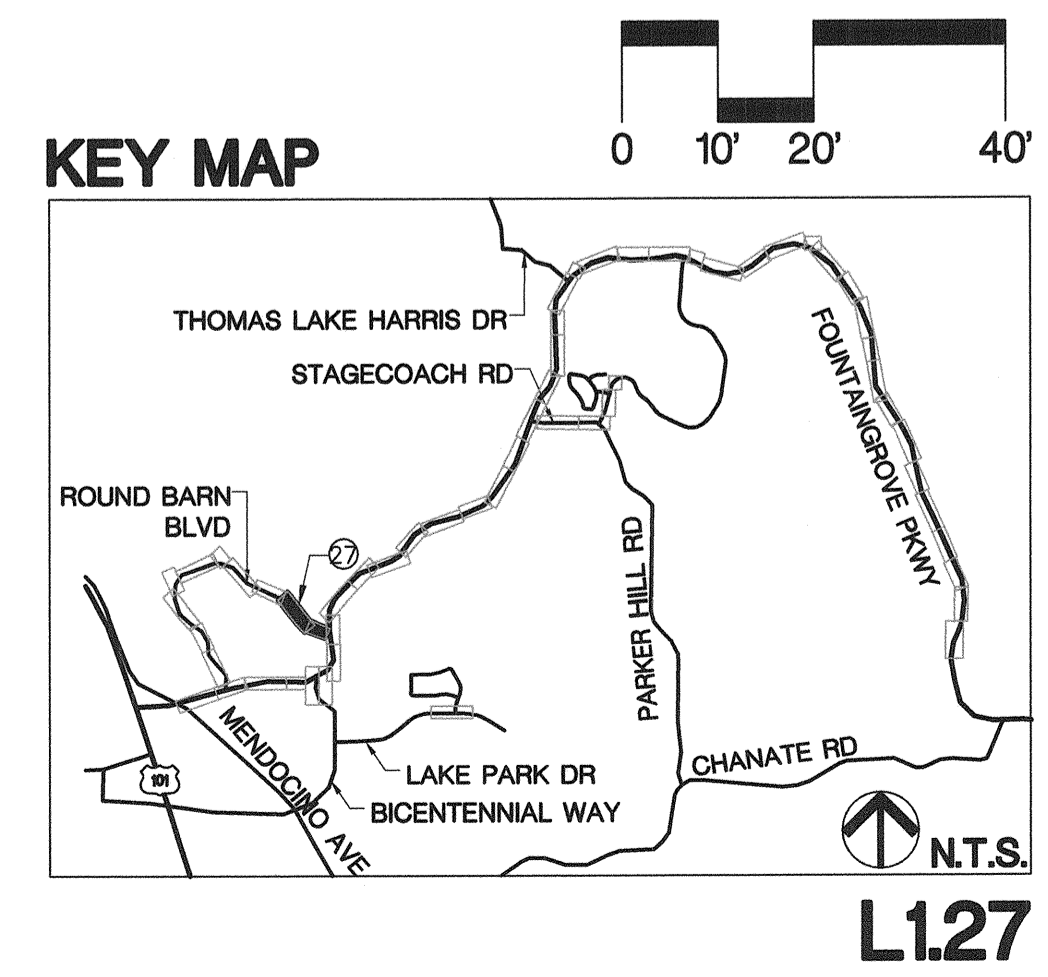 0 10' 20' 40'
KEY MAP
THOMAS LAKE HARRIS DR
STAGECOACH RD
FOUNTAINGROVE PKWY
ROUND BARN
BLVD
27
PARKER HILL RD
MENDOCINO AVE
101
LAKE PARK DR
BICENTENNIAL WAY
CHANATE RD
N.T.S.
L1.27